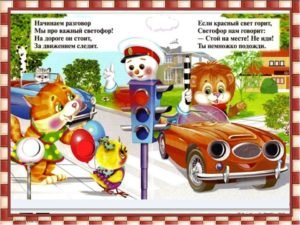 Начинаем разговор
Мы про важный светофор!
На дороге он стоит,
За движением следит.
Если красный свет горит,
Светофор нам говорит:
— Стой на месте! Не иди!
Ты немножко подожди.